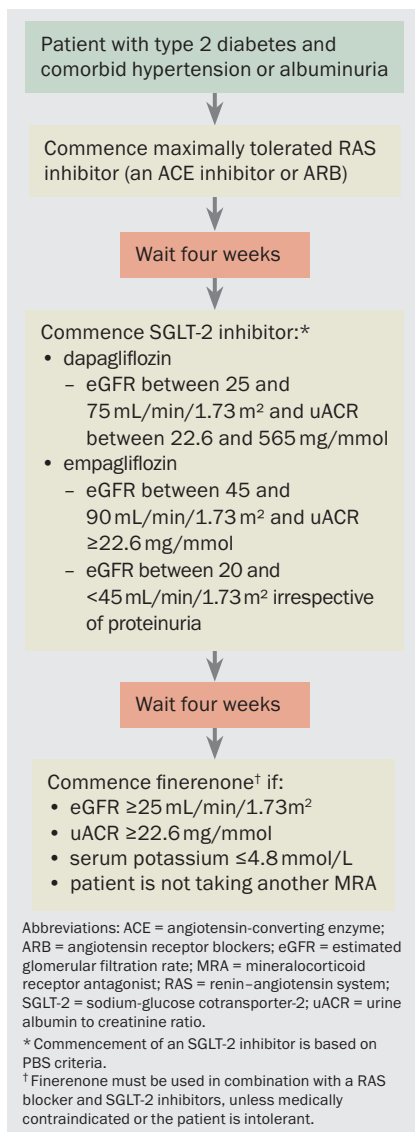 Patient with type 2 diabetes and
comorbid hypertension or albuminuria
Commence maximally tolerated RAS
inhibitor (an ACE inhibitor or ARB)
Wait four weeks
Commence SGLT-2 inhibitor:*
• dapagliflozin
– eGFR between 25 and
75 mL/min/1.73 m² and uACR
between 22.6 and 565 mg/mmol
• empagliflozin
– eGFR between 45 and
90 mL/min/1.73 m² and uACR
≥22.6 mg/mmol
– eGFR between 20 and
<45 mL/min/1.73 m² irrespective
of proteinuria
Wait four weeks
Commence finerenone† if:
• eGFR ≥25 mL/min/1.73m²
• uACR ≥22.6 mg/mmol
• serum potassium ≤4.8 mmol/L
• patient is not taking another MRA
Abbreviations: ACE = angiotensin-converting enzyme;
ARB = angiotensin receptor blockers; eGFR = estimated
glomerular filtration rate; MRA = mineralocorticoid
receptor antagonist; RAS = renin–angiotensin system;
SGLT-2 = sodium-glucose cotransporter-2; uACR = urine
albumin to creatinine ratio.
* Commencement of an SGLT-2 inhibitor is based on
PBS criteria.
† Finerenone must be used in combination with a RAS
blocker and SGLT-2 inhibitors, unless medically
contraindicated or the patient is intolerant.